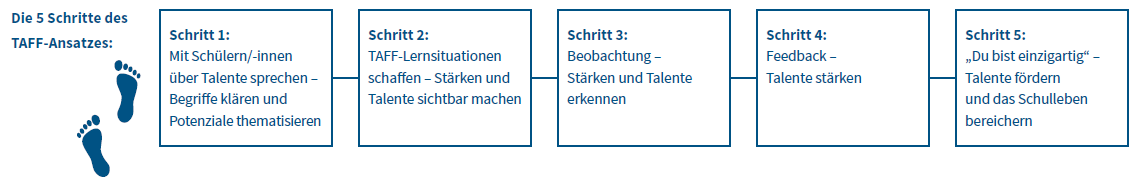 Die 5 Schritte des
TAFF-Ansatzes:
Schritt 1:
Mit Schülern/-innen
über Talente sprechen –
Begriffe klären und
Potenziale thematisieren
Schritt 2:
TAFF-Lernsituationen
schaffen – Stärken und
Talente sichtbar machen
Schritt 3:
Beobachtung –
Stärken und Talente
erkennen
Schritt 4:
Feedback –
Talente stärken
Schritt 5:
„Du bist einzigartig“ –
Talente fördern
und das Schulleben
bereichern